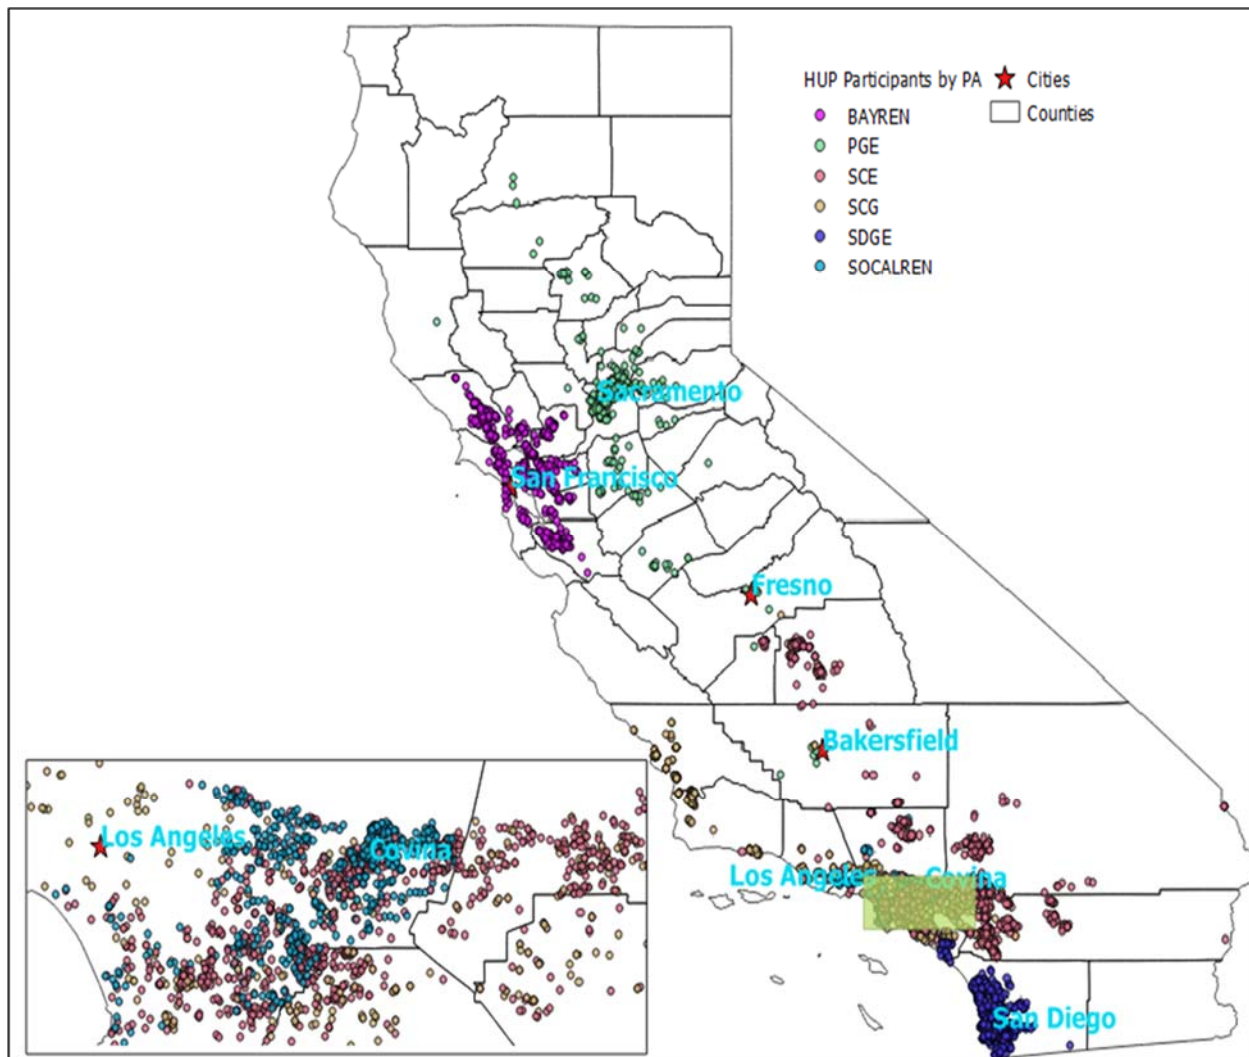 HUP Participants by PA
Cities
BAYREN
Counties
PGE
SCE
SCG
SDGE
SOCALREN
Sacramento
San Francisco
Fresno
Bakersfield
Los Angeles
Covina
San Diego
Los Angeles
Covina